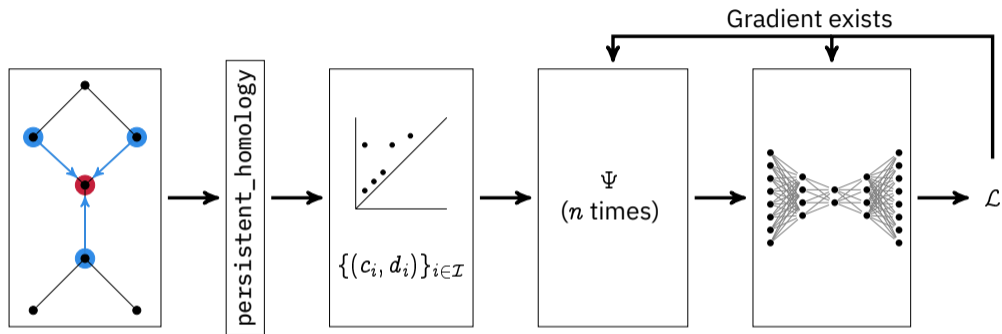 Gradient exists
persistent_homology
{(c_i, d_i)}_{i∈ℐ}
Ψ
(n times)
ℒ